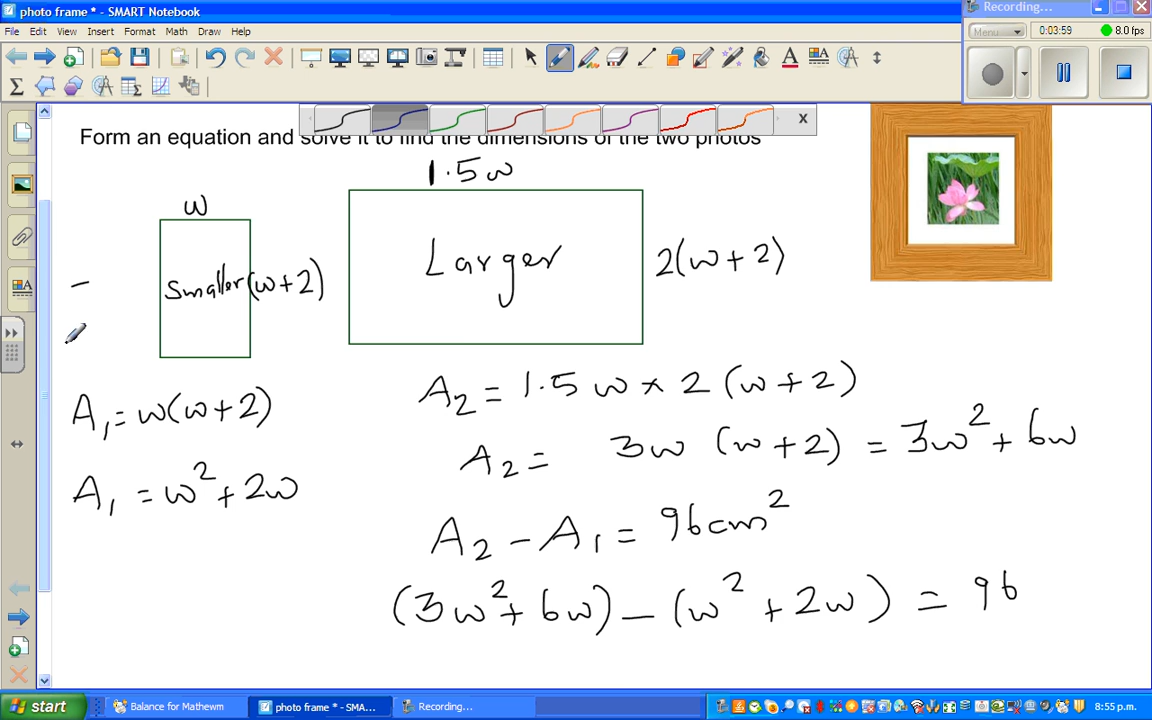 photo frame * - SMART Notebook
Recording...
File Edit View Insert Format Math Draw Help
Menu
0:03:59
8.0 fps
Form an equation and solve it to find the dimensions of the two photos
x
1.5w
w
Larger
2(w+2)
smaller (w+2)
-
A₂ = 1.5w × 2 (w+2)
A₁ = w(w+2)
A₂ = 3w (w+2) = 3w² + 6w
A₁ = w² + 2w
A₂ - A₁ = 96cm²
(3w² + 6w) - (w² + 2w) = 96
start
Balance for Mathewm
photo frame * - SMA...
Recording...
8:55 p.m.